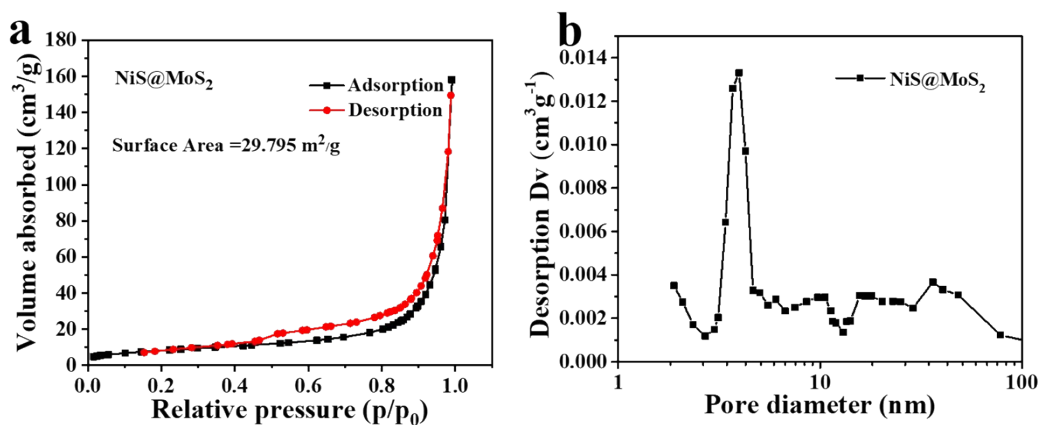 a
Volume absorbed (cm³/g)
180
160
140
120
100
80
60
40
20
0
NiS@MoS₂
Adsorption
Desorption
Surface Area =29.795 m²/g
0.0 0.2 0.4 0.6 0.8 1.0
Relative pressure (p/p₀)
b
Desorption Dv (cm³g⁻¹)
0.014
0.012
0.010
0.008
0.006
0.004
0.002
0.000
NiS@MoS₂
1 10 100
Pore diameter (nm)